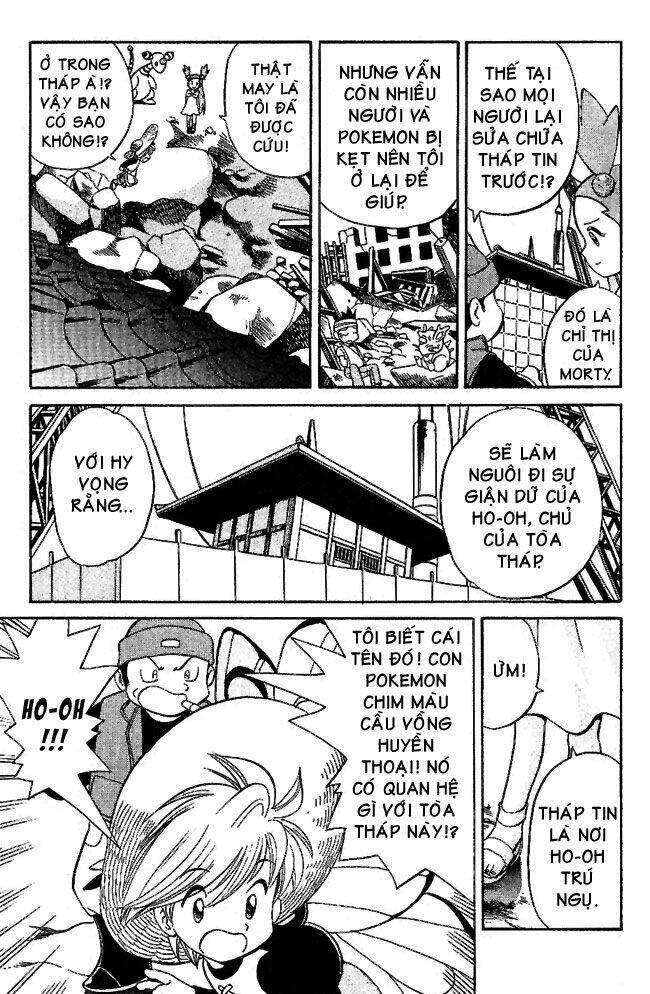 Ở TRONG
THÁP À!?
VẬY BẠN
CÓ SAO
KHÔNG!?
THẬT
MAY LÀ
TÔI ĐÃ
ĐƯỢC
CỨU!
NHƯNG VẪN
CÒN NHIỀU
NGƯỜI VÀ
POKEMON BỊ
KẸT NÊN TÔI
Ở LẠI ĐỂ
GIÚP.
THẾ TẠI
SAO MỌI
NGƯỜI LẠI
SỬA CHỮA
THÁP TIN
TRƯỚC!?
ĐÓ LÀ
CHỈ THỊ
CỦA
MORTY.
VỚI HY
VỌNG
RẰNG...
SẼ LÀM
NGUÔI ĐI SỰ
GIẬN DỮ CỦA
HO-OH, CHỦ
CỦA TÒA
THÁP.
HO-OH
!!!
TÔI BIẾT CÁI
TÊN ĐÓ! CON
POKEMON
CHIM MÀU
CẦU VỒNG
HUYỀN
THOẠI! NÓ
CÓ QUAN HỆ
GÌ VỚI TÒA
THÁP NÀY!?
ỪM!
THÁP TIN
LÀ NƠI
HO-OH
TRÚ
NGỤ.